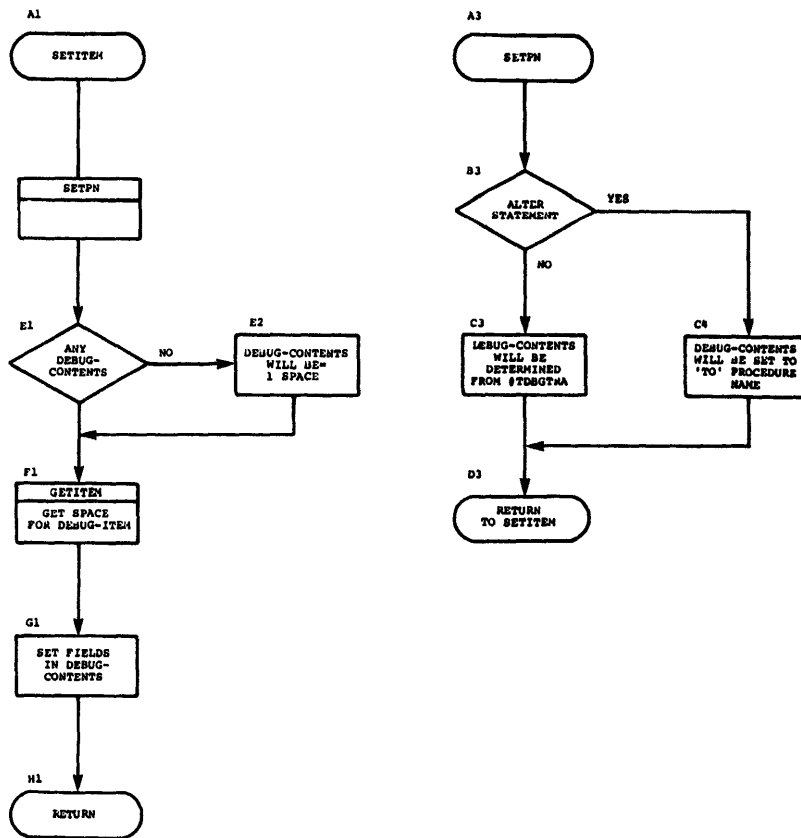 A1
SETITEM
SETPN
E1
ANY
DEBUG-
CONTENTS
NO
E2
DEBUG-CONTENTS
WILL BE=
1 SPACE
F1
GETITEM
GET SPACE
FOR DEBUG-ITEM
G1
SET FIELDS
IN DEBUG-
CONTENTS
H1
RETURN
A3
SETPN
B3
ALTER
STATEMENT
YES
NO
C3
DEBUG-CONTENTS
WILL BE
DETERMINED
FROM
C4
DEBUG-CONTENTS
WILL BE SET TO
'TO' PROCEDURE
NAME
D3
RETURN
TO SETITEM